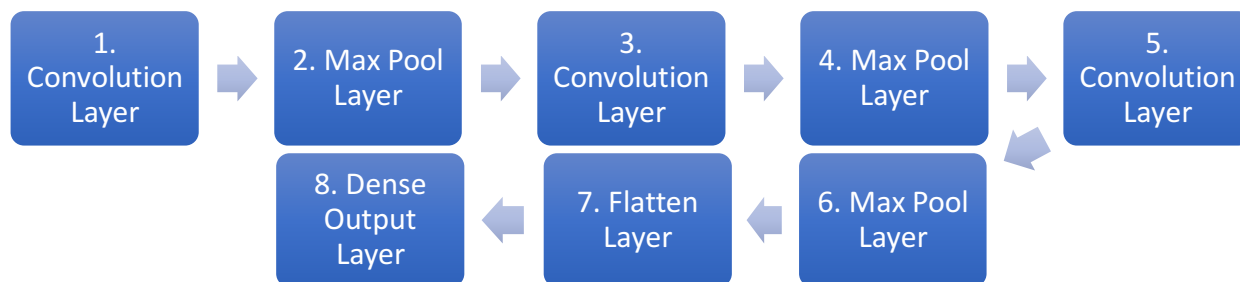 1.
Convolution
Layer
2. Max Pool
Layer
3.
Convolution
Layer
4. Max Pool
Layer
5.
Convolution
Layer
6. Max Pool
Layer
7. Flatten
Layer
8. Dense
Output
Layer